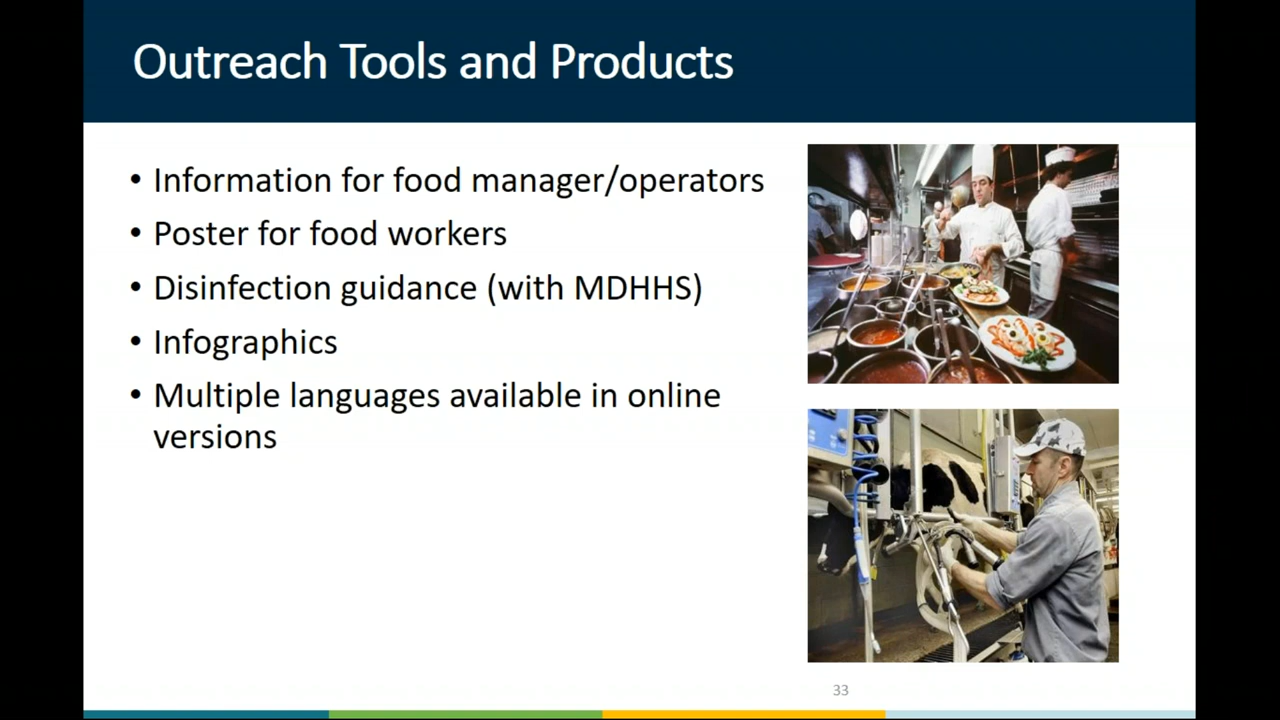 Outreach Tools and Products
• Information for food manager/operators
• Poster for food workers
• Disinfection guidance (with MDHHS)
• Infographics
• Multiple languages available in online
versions
33